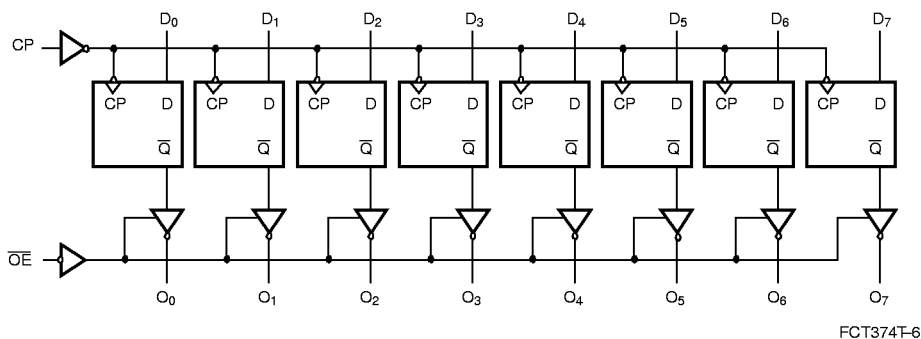 D0 D1 D2 D3 D4 D5 D6 D7
CP
CP D CP D CP D CP D CP D CP D CP D CP D
Q̅ Q̅ Q̅ Q̅ Q̅ Q̅ Q̅ Q̅
O̅E̅
O0 O1 O2 O3 O4 O5 O6 O7
FCT374T–6